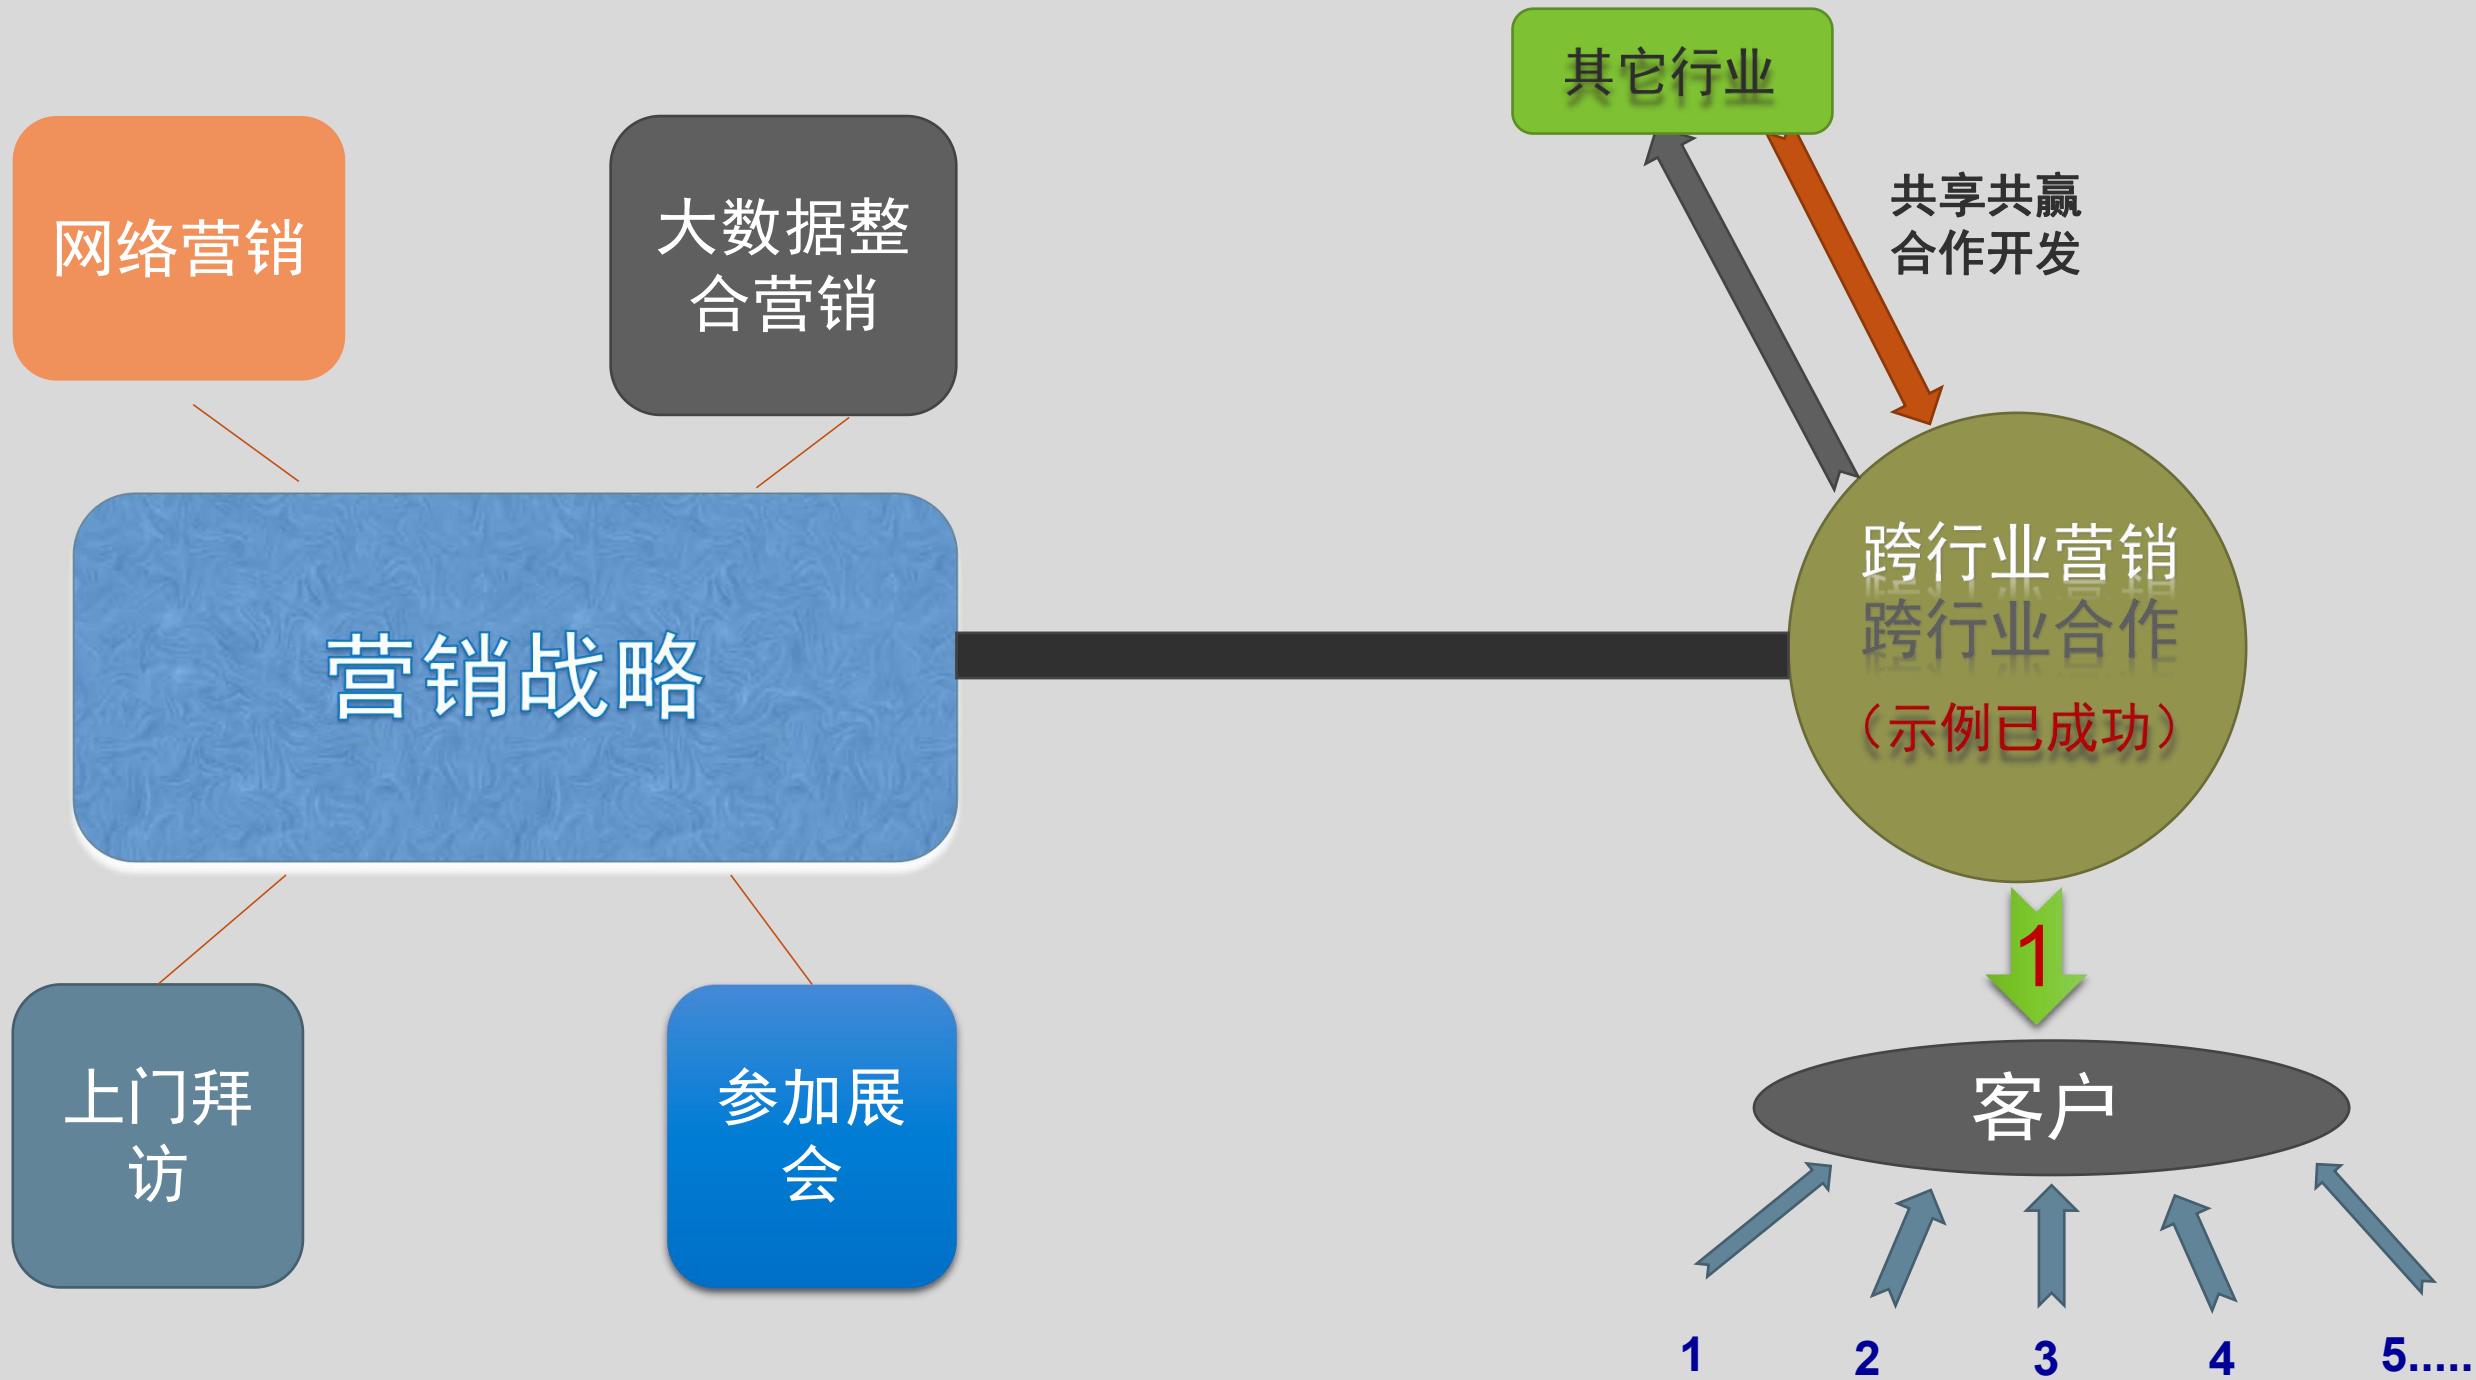 网络营销
大数据整
合营销
营销战略
上门拜
访
参加展
会
其它行业
共享共赢
合作开发
跨行业营销
跨行业合作
（示例已成功）
1
客户
1
2
3
4
5.....